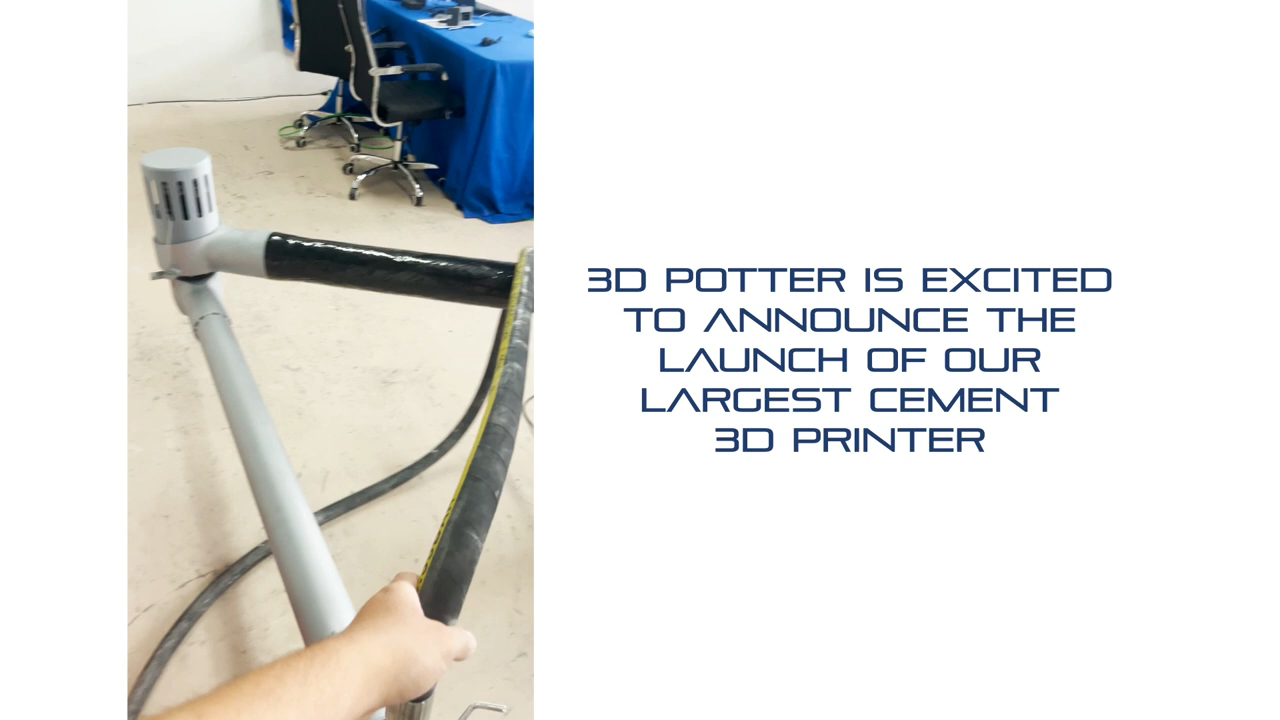 3D POTTER IS EXCITED
TO ANNOUNCE THE
LAUNCH OF OUR
LARGEST CEMENT
3D PRINTER